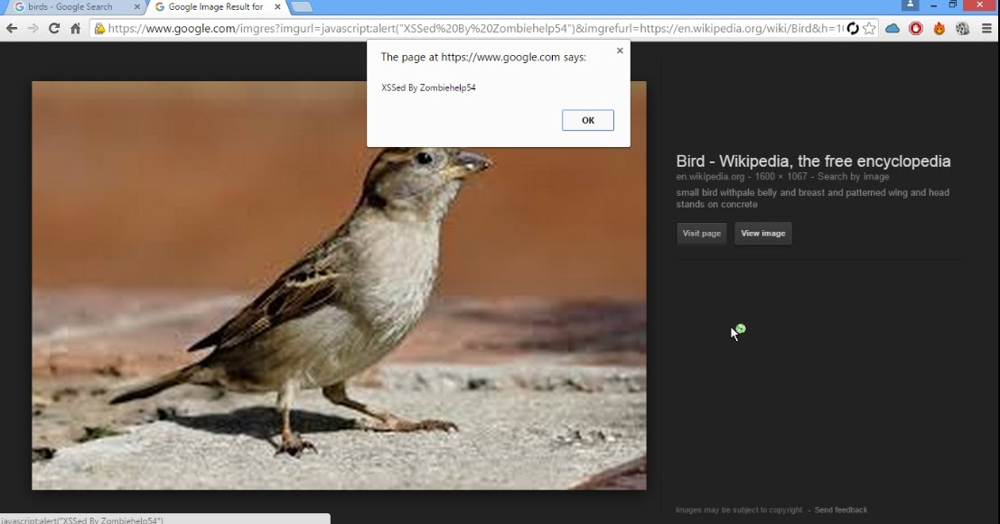 birds - Google Search
Google Image Result for
https://www.google.com/imgres?imgurl=javascript:alert("XSSed%20By%20Zombiehelp54")&imgrefurl=https://en.wikipedia.org/wiki/Bird&h=1
The page at https://www.google.com says:
XSSed By Zombiehelp54
OK
Bird - Wikipedia, the free encyclopedia
en.wikipedia.org - 1600 × 1067 - Search by image
small bird withpale belly and breast and patterned wing and head
stands on concrete
Visit page
View image
Images may be subject to copyright - Send feedback
javascript:alert("XSSed By Zombiehelp54")